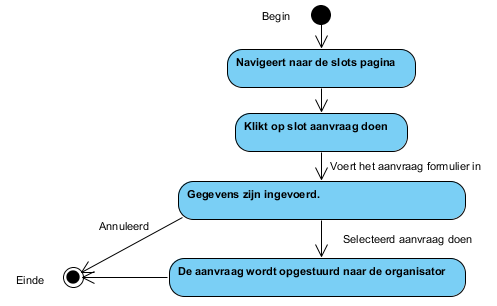 Begin
Navigeert naar de slots pagina
Klikt op slot aanvraag doen
Voert het aanvraag formulier in
Gegevens zijn ingevoerd.
Annuleerd
Selecteerd aanvraag doen
De aanvraag wordt opgestuurd naar de organisator
Einde